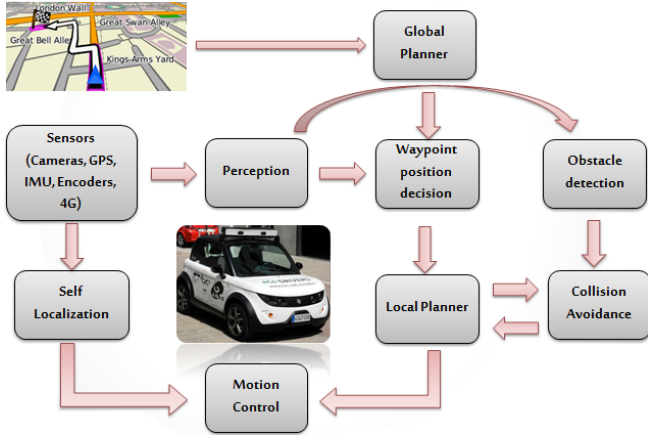 London Wall
Great Swan Alley
Great Bell Alle
Kings Arms Yard
Global
Planner
Sensors
(Cameras, GPS,
IMU, Encoders,
4G)
Perception
Waypoint
position
decision
Obstacle
detection
Self
Localization
Local Planner
Collision
Avoidance
Motion
Control